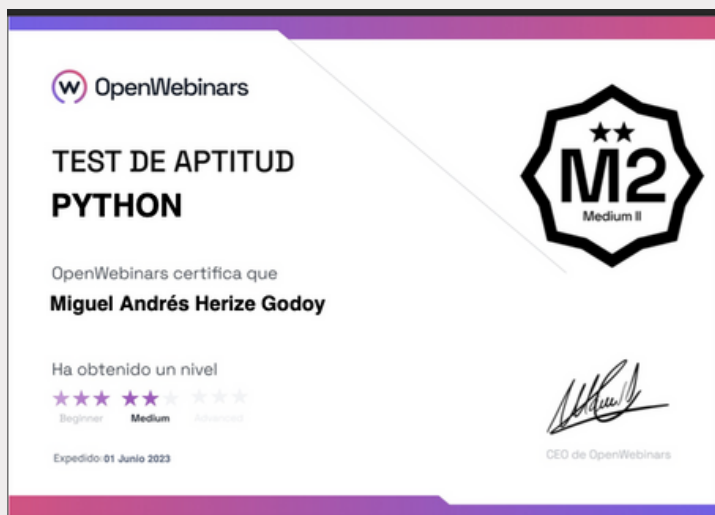 OpenWebinars
TEST DE APTITUD
PYTHON
M2
Medium II
OpenWebinars certifica que
Miguel Andrés Herize Godoy
Ha obtenido un nivel
Beginner Medium Advanced
Expedido: 01 Junio 2023
CEO de OpenWebinars